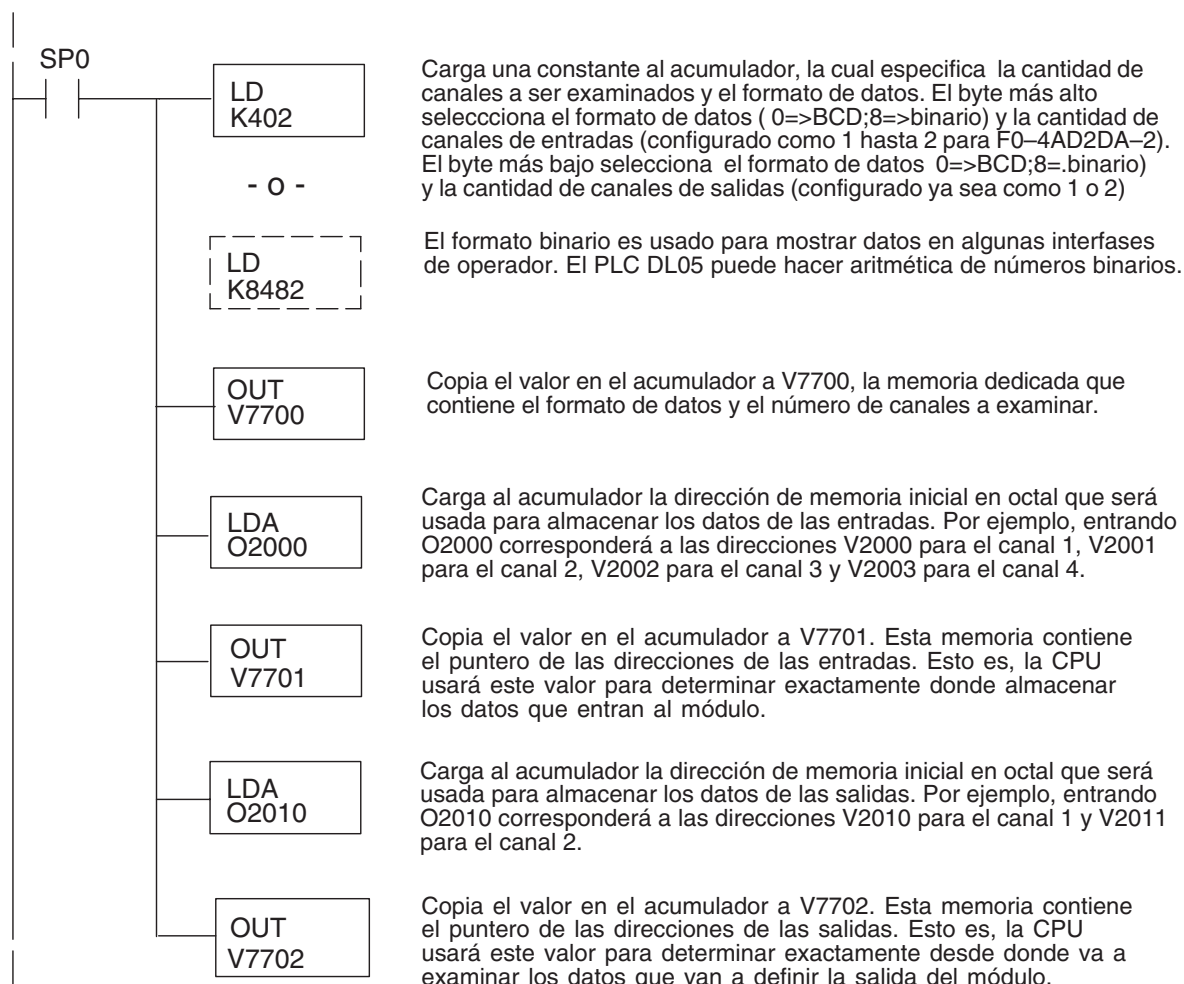 SP0
LD
K402
Carga una constante al acumulador, la cual especifica la cantidad de
canales a ser examinados y el formato de datos. El byte más alto
seleccciona el formato de datos ( 0=>BCD;8=>binario) y la cantidad de
canales de entradas (configurado como 1 hasta 2 para F0–4AD2DA–2).
El byte más bajo selecciona el formato de datos 0=>BCD;8=.binario)
y la cantidad de canales de salidas (configurado ya sea como 1 o 2)
- o -
LD
K8482
El formato binario es usado para mostrar datos en algunas interfases
de operador. El PLC DL05 puede hacer aritmética de números binarios.
OUT
V7700
Copia el valor en el acumulador a V7700, la memoria dedicada que
contiene el formato de datos y el número de canales a examinar.
LDA
O2000
Carga al acumulador la dirección de memoria inicial en octal que será
usada para almacenar los datos de las entradas. Por ejemplo, entrando
O2000 corresponderá a las direcciones V2000 para el canal 1, V2001
para el canal 2, V2002 para el canal 3 y V2003 para el canal 4.
OUT
V7701
Copia el valor en el acumulador a V7701. Esta memoria contiene
el puntero de las direcciones de las entradas. Esto es, la CPU
usará este valor para determinar exactamente donde almacenar
los datos que entran al módulo.
LDA
O2010
Carga al acumulador la dirección de memoria inicial en octal que será
usada para almacenar los datos de las salidas. Por ejemplo, entrando
O2010 corresponderá a las direcciones V2010 para el canal 1 y V2011
para el canal 2.
OUT
V7702
Copia el valor en el acumulador a V7702. Esta memoria contiene
el puntero de las direcciones de las salidas. Esto es, la CPU
usará este valor para determinar exactamente desde donde va a
examinar los datos que van a definir la salida del módulo.